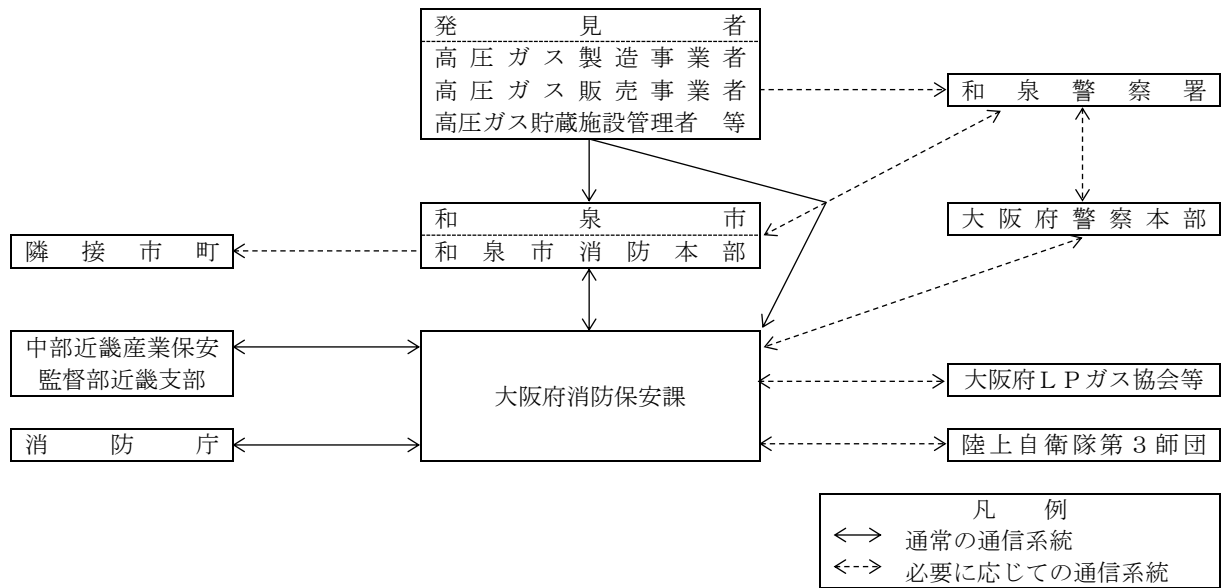 発見者
高圧ガス製造事業者
高圧ガス販売事業者
高圧ガス貯蔵施設管理者 等
和泉警察署
和泉市
和泉市消防本部
大阪府警察本部
隣接市町
中部近畿産業保安
監督部近畿支部
大阪府消防保安課
大阪府ＬＰガス協会等
消防庁
陸上自衛隊第３師団
凡例
通常の通信系統
必要に応じての通信系統